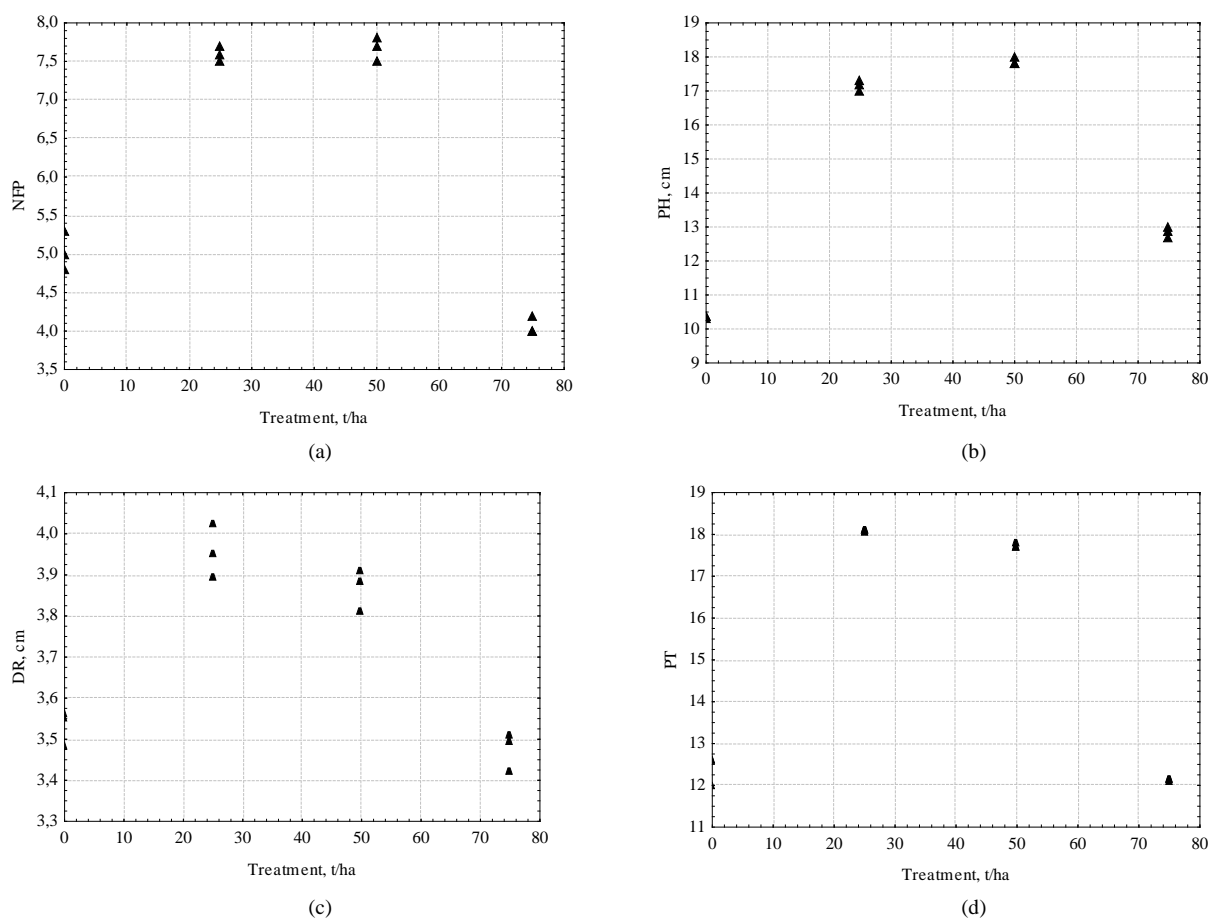 8,0
7,5
7,0
6,5
6,0
5,5
5,0
4,5
4,0
3,5
NFP
0 10 20 30 40 50 60 70 80
Treatment, t/ha
(a)
19
18
17
16
15
14
13
12
11
10
9
PH, cm
0 10 20 30 40 50 60 70 80
Treatment, t/ha
(b)
4,1
4,0
3,9
3,8
3,7
3,6
3,5
3,4
3,3
DR, cm
0 10 20 30 40 50 60 70 80
Treatment, t/ha
(c)
19
18
17
16
15
14
13
12
11
PT
0 10 20 30 40 50 60 70 80
Treatment, t/ha
(d)